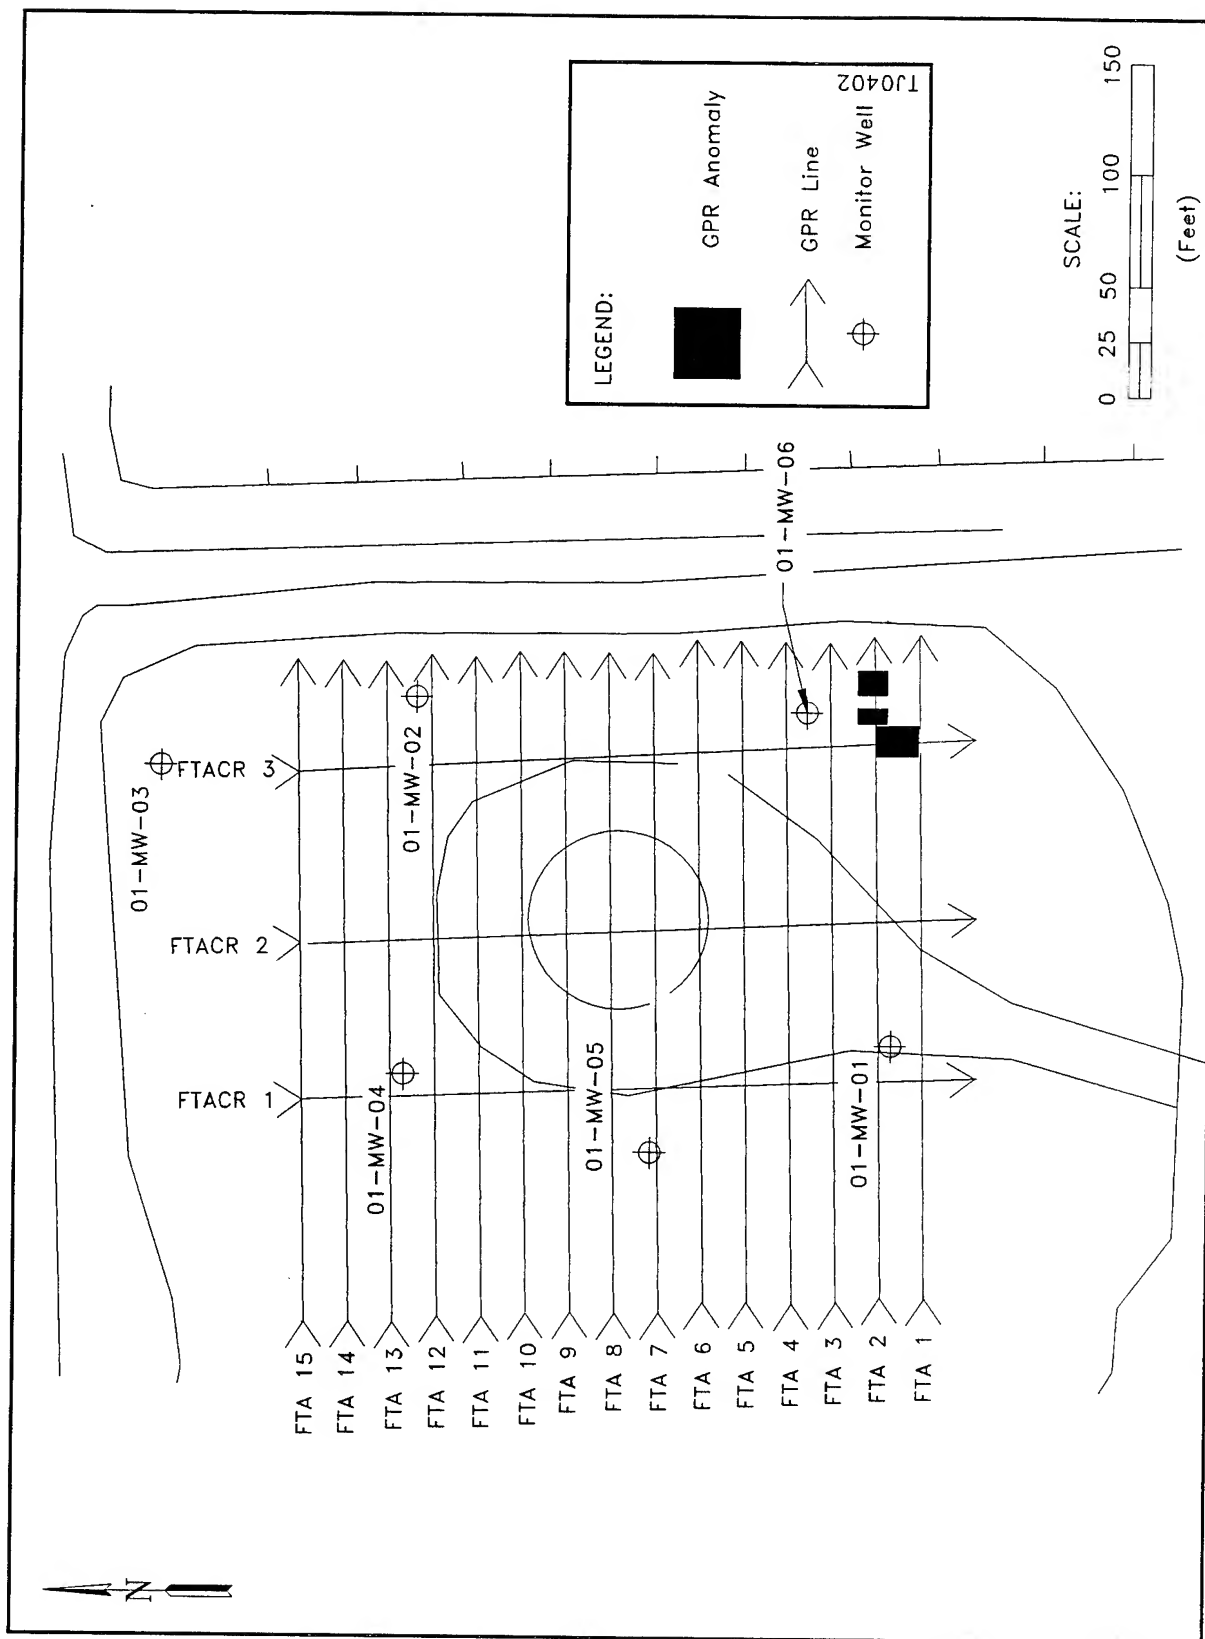 01-MW-03
FTACR 3
FTACR 2
FTACR 1
01-MW-02
01-MW-04
01-MW-05
01-MW-01
01-MW-06
FTA 15
FTA 14
FTA 13
FTA 12
FTA 11
FTA 10
FTA 9
FTA 8
FTA 7
FTA 6
FTA 5
FTA 4
FTA 3
FTA 2
FTA 1
N
LEGEND:
GPR Anomaly
GPR Line
Monitor Well
TJ0402
SCALE:
0 25 50 100 150
(Feet)